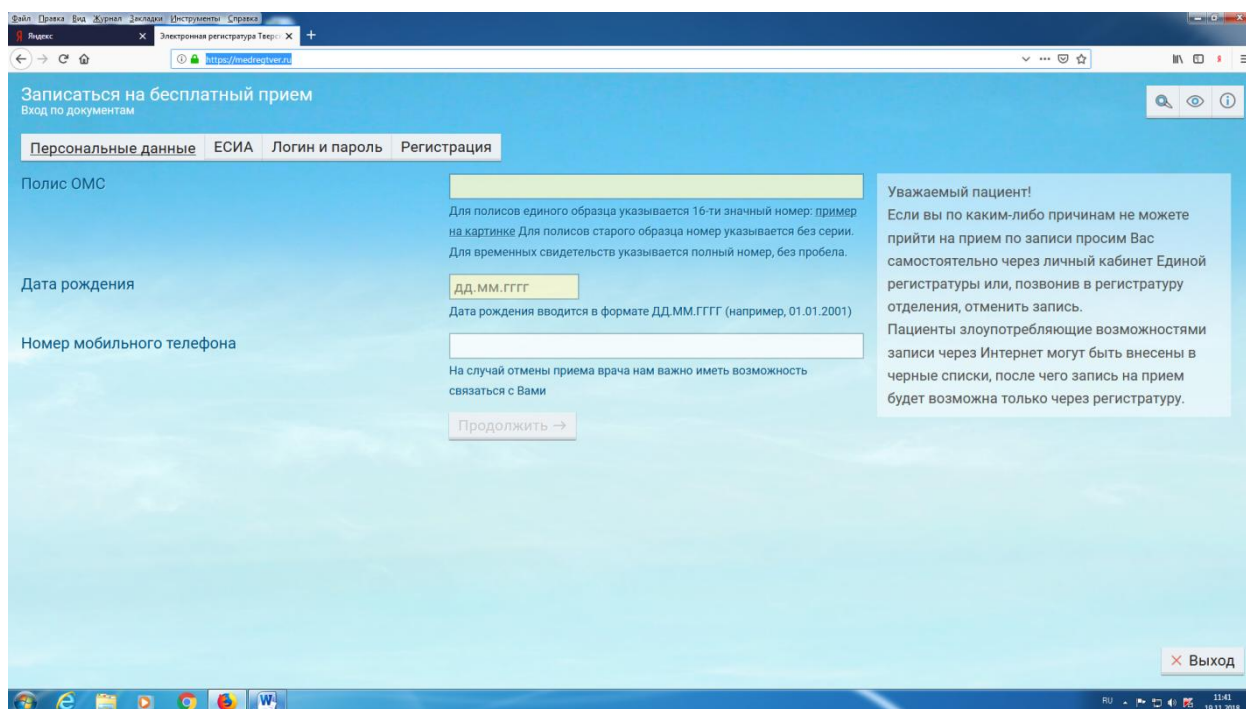 Файл Правка Вид Журнал Закладки Инструменты Справка
Яндекс
Электронная регистратура Тверс
https://medregtver.ru
Записаться на бесплатный прием
Вход по документам
Персональные данные ЕСИА Логин и пароль Регистрация
Полис ОМС
Для полисов единого образца указывается 16-ти значный номер: пример
на картинке Для полисов старого образца номер указывается без серии.
Для временных свидетельств указывается полный номер, без пробела.
Дата рождения
дд.мм.гггг
Дата рождения вводится в формате ДД.ММ.ГГГГ (например, 01.01.2001)
Номер мобильного телефона
На случай отмены приема врача нам важно иметь возможность
связаться с Вами
Продолжить →
Уважаемый пациент!
Если вы по каким-либо причинам не можете
прийти на прием по записи просим Вас
самостоятельно через личный кабинет Единой
регистратуры или, позвонив в регистратуру
отделения, отменить запись.
Пациенты злоупотребляющие возможностями
записи через Интернет могут быть внесены в
черные списки, после чего запись на прием
будет возможна только через регистратуру.
Выход
RU
11:41
19.11.2018